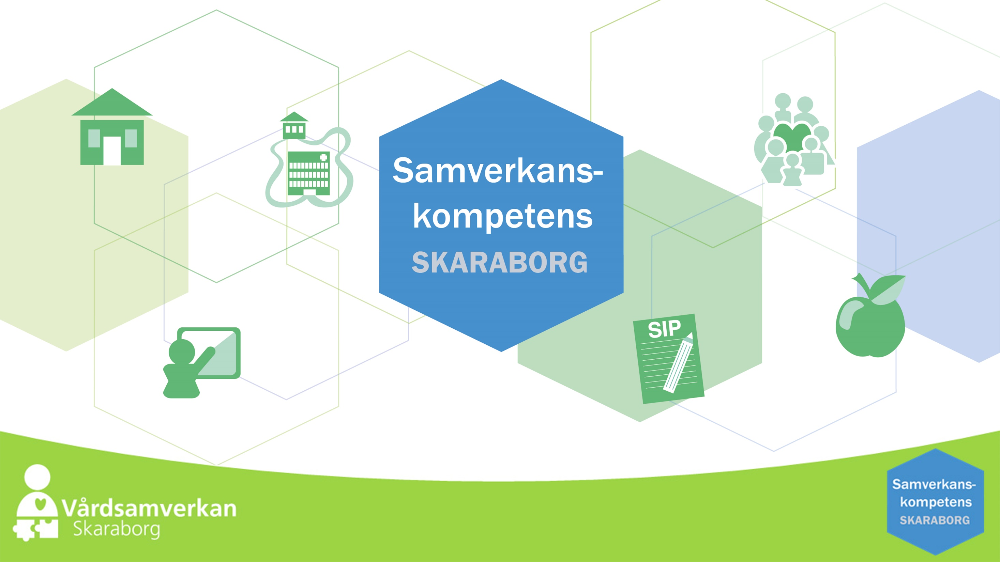 Samverkans-
kompetens
SKARABORG
SIP
Vårdsamverkan
Skaraborg
Samverkans-
kompetens
SKARABORG